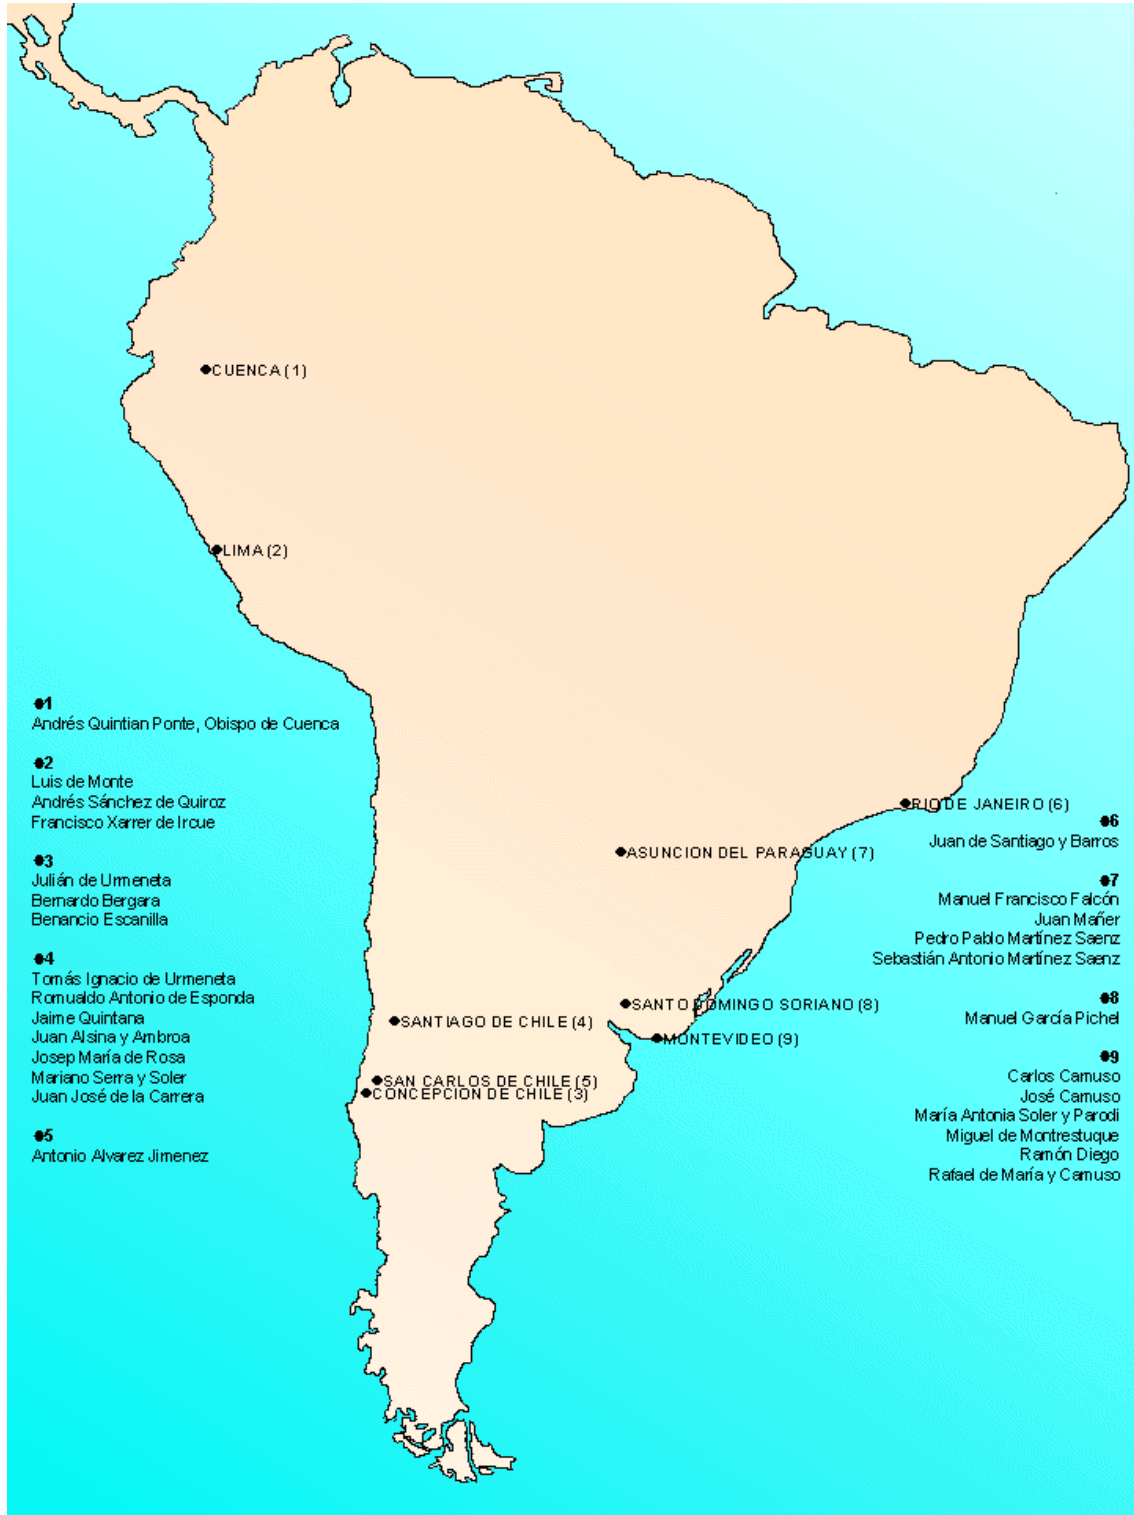 CUENCA (1)
LIMA (2)
●1
Andrés Quintian Ponte, Obispo de Cuenca
●2
Luis de Monte
Andrés Sánchez de Quiroz
Francisco Xarrer de Ircue
●3
Julián de Urmeneta
Bernardo Bergara
Benancio Escanilla
●4
Tomás Ignacio de Urmeneta
Romualdo Antonio de Esponda
Jaime Quintana
Juan Alsina y Ambroa
Josep María de Rosa
Mariano Serra y Soler
Juan José de la Carrera
●5
Antonio Alvarez Jimenez
RIO DE JANEIRO (6)
ASUNCION DEL PARAGUAY (7)
SANTO DOMINGO SORIANO (8)
SANTIAGO DE CHILE (4)
MONTEVIDEO (9)
SAN CARLOS DE CHILE (5)
CONCEPCION DE CHILE (3)
●6
Juan de Santiago y Barros
●7
Manuel Francisco Falcón
Juan Mañer
Pedro Pablo Martínez Saenz
Sebastián Antonio Martínez Saenz
●8
Manuel García Pichel
●9
Carlos Camuso
José Camuso
María Antonia Soler y Parodi
Miguel de Montrestuque
Ramón Diego
Rafael de María y Camuso